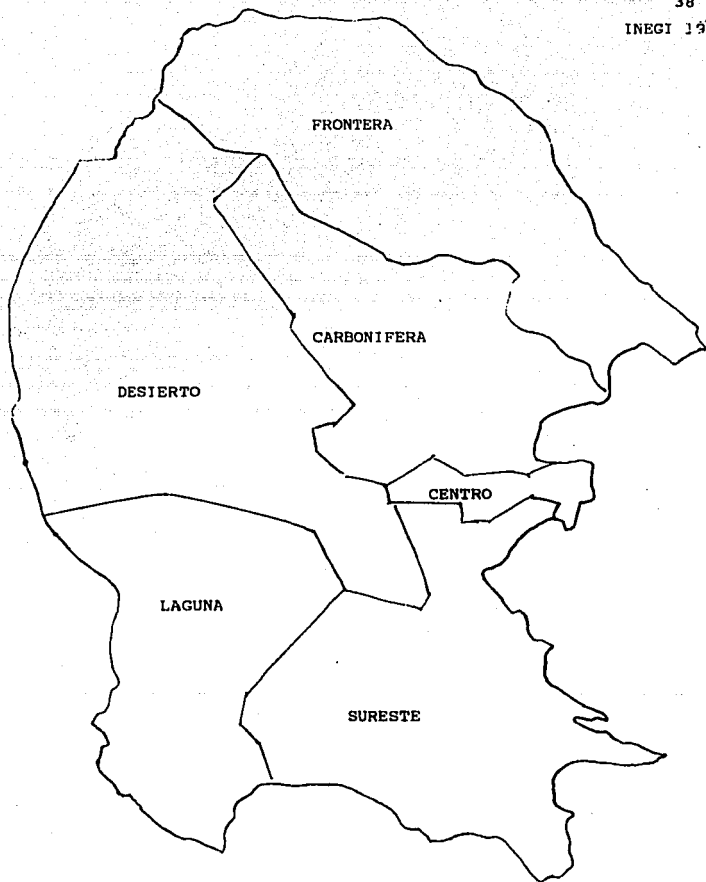 38
INEGI
FRONTERA
CARBONIFERA
DESIERTO
CENTRO
LAGUNA
SURESTE